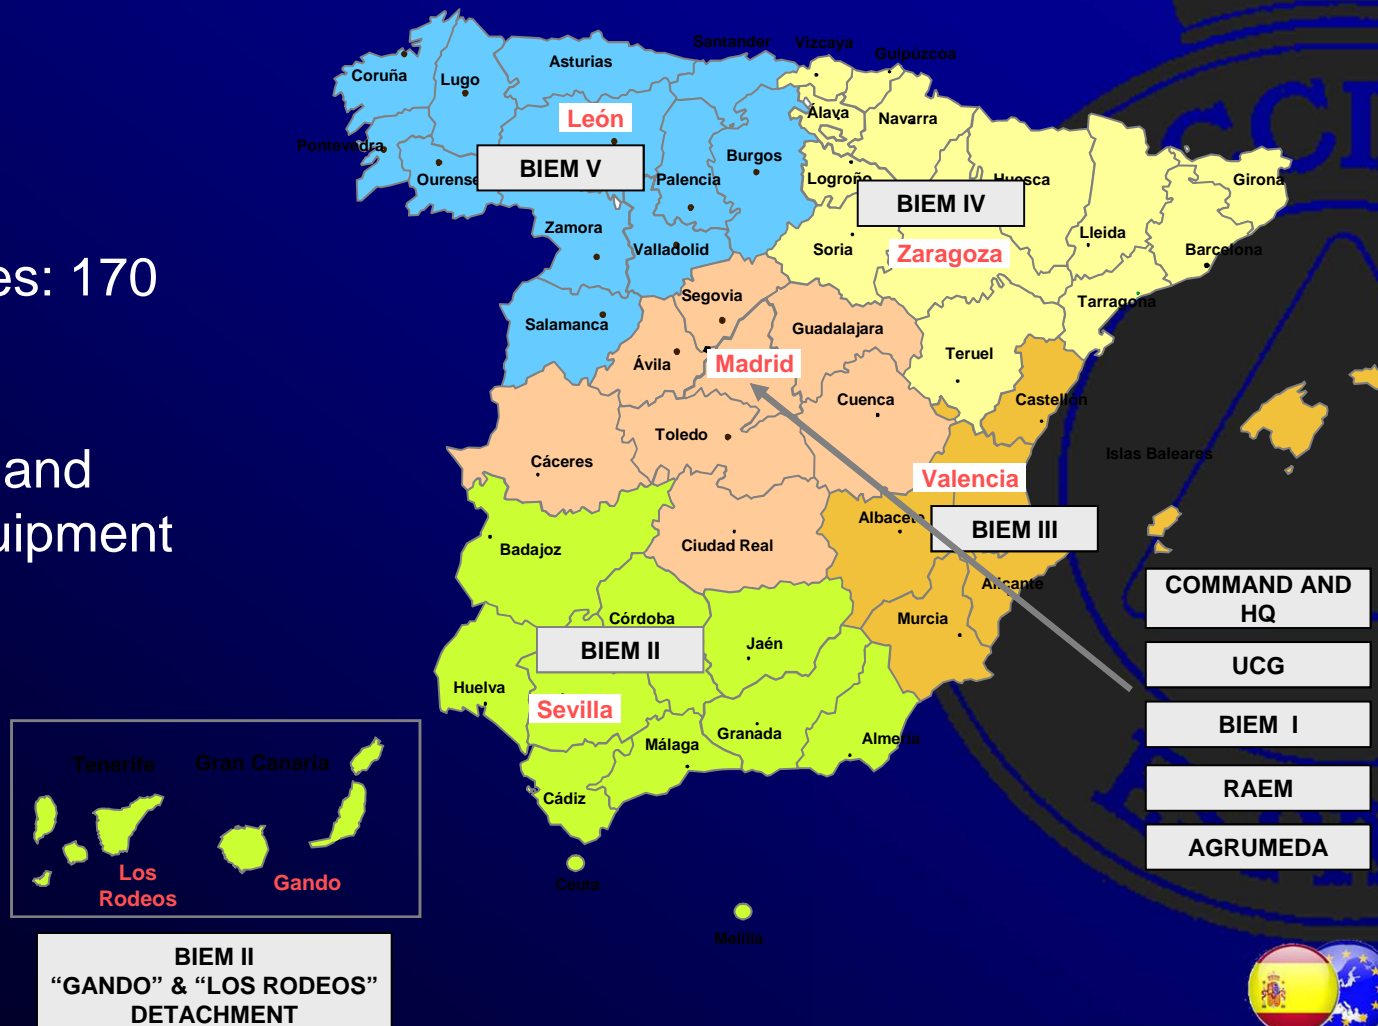 es: 170
and
uipment
Santander
Vizcaya
Guipúzcoa
Coruña
Lugo
Asturias
León
Álava
Navarra
Pontevedra
Ourense
BIEM V
Palencia
Burgos
Logroño
BIEM IV
Huesca
Girona
Zamora
Valladolid
Soria
Zaragoza
Lleida
Barcelona
Salamanca
Segovia
Guadalajara
Tarragona
Ávila
Madrid
Teruel
Cuenca
Castellón
Toledo
Cáceres
Valencia
Islas Baleares
Badajoz
Ciudad Real
Albacete
BIEM III
Alicante
Córdoba
BIEM II
Jaén
Murcia
Huelva
Sevilla
Málaga
Granada
Almería
Cádiz
Ceuta
Melilla
COMMAND AND
HQ
UCG
BIEM I
RAEM
AGRUMEDA
Tenerife
Gran Canaria
Los
Rodeos
Gando
BIEM II
“GANDO” & “LOS RODEOS”
DETACHMENT